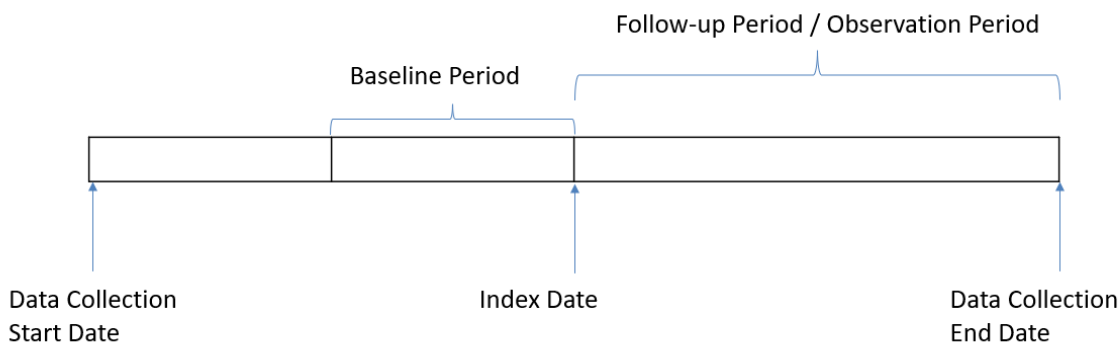 Follow-up Period / Observation Period
Baseline Period
Data Collection
Start Date
Index Date
Data Collection
End Date